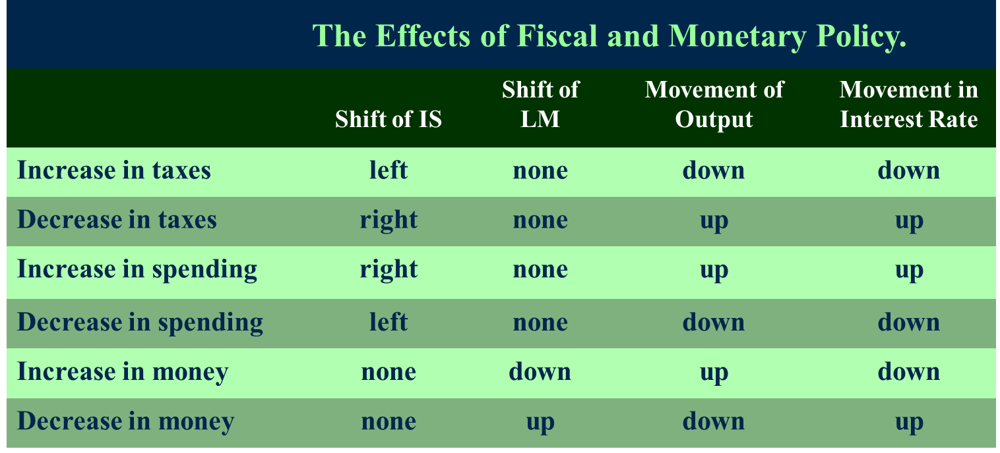 The Effects of Fiscal and Monetary Policy.
Shift of IS Shift of LM Movement of Output Movement in Interest Rate
Increase in taxes left none down down
Decrease in taxes right none up up
Increase in spending right none up up
Decrease in spending left none down down
Increase in money none down up down
Decrease in money none up down up